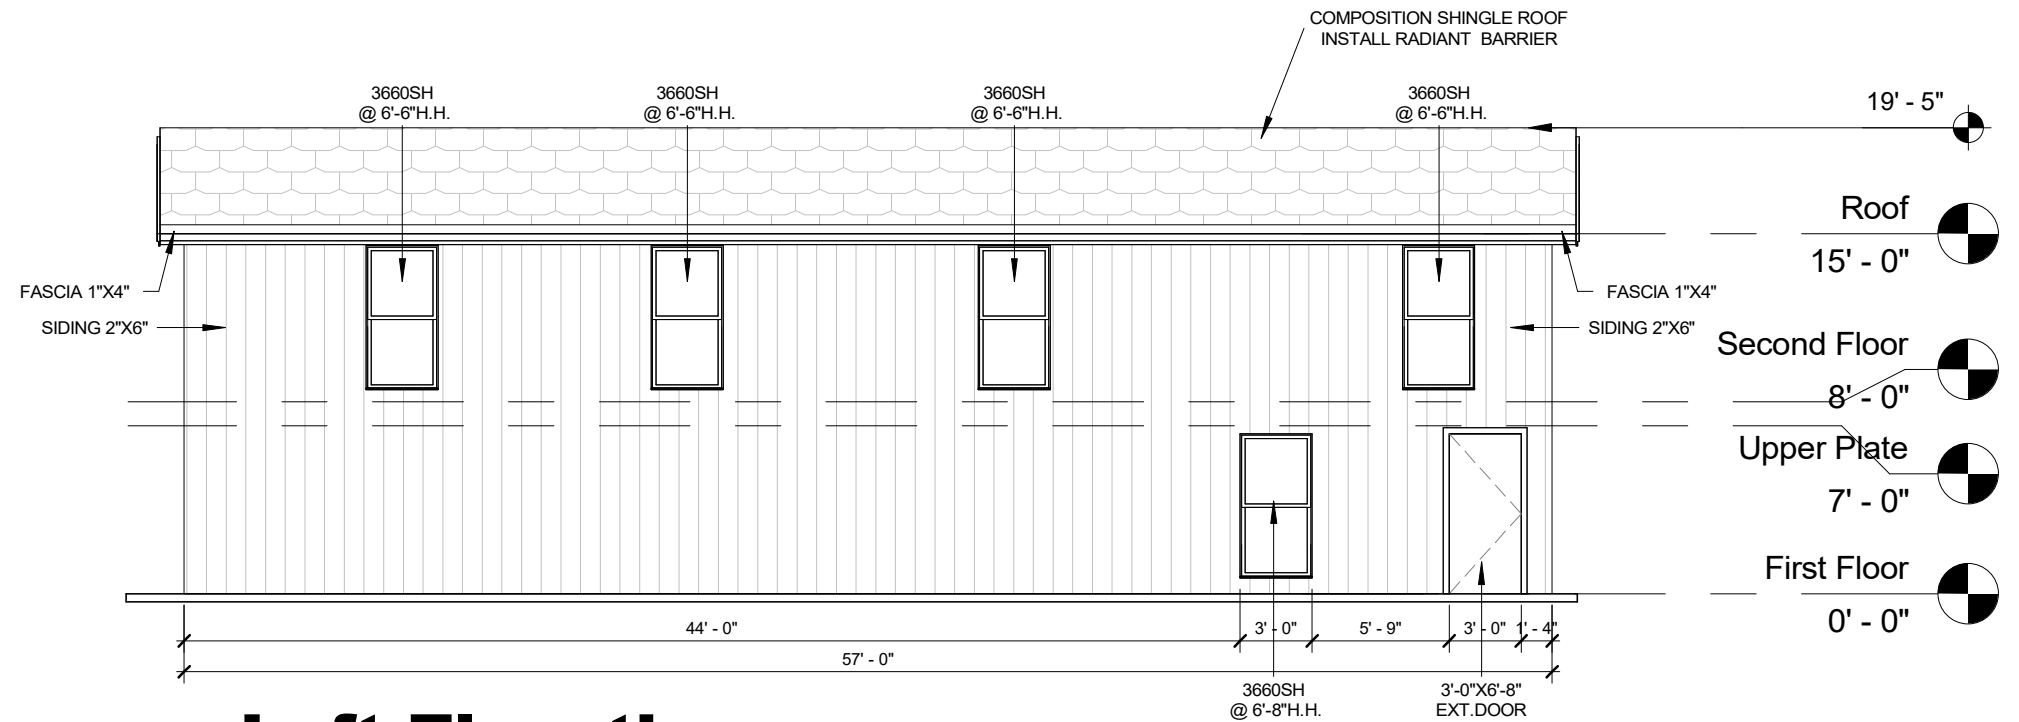 COMPOSITION SHINGLE ROOF
INSTALL RADIANT BARRIER
3660SH
@ 6'-6"H.H.
3660SH
@ 6'-6"H.H.
3660SH
@ 6'-6"H.H.
3660SH
@ 6'-6"H.H.
19' - 5"
Roof
15' - 0"
FASCIA 1"X4"
SIDING 2"X6"
FASCIA 1"X4"
SIDING 2"X6"
Second Floor
8' - 0"
Upper Plate
7' - 0"
First Floor
0' - 0"
44' - 0"
3' - 0"
5' - 9"
3' - 0"
1' - 4"
57' - 0"
3660SH
@ 6'-8"H.H.
3'-0"X6'-8"
EXT.DOOR